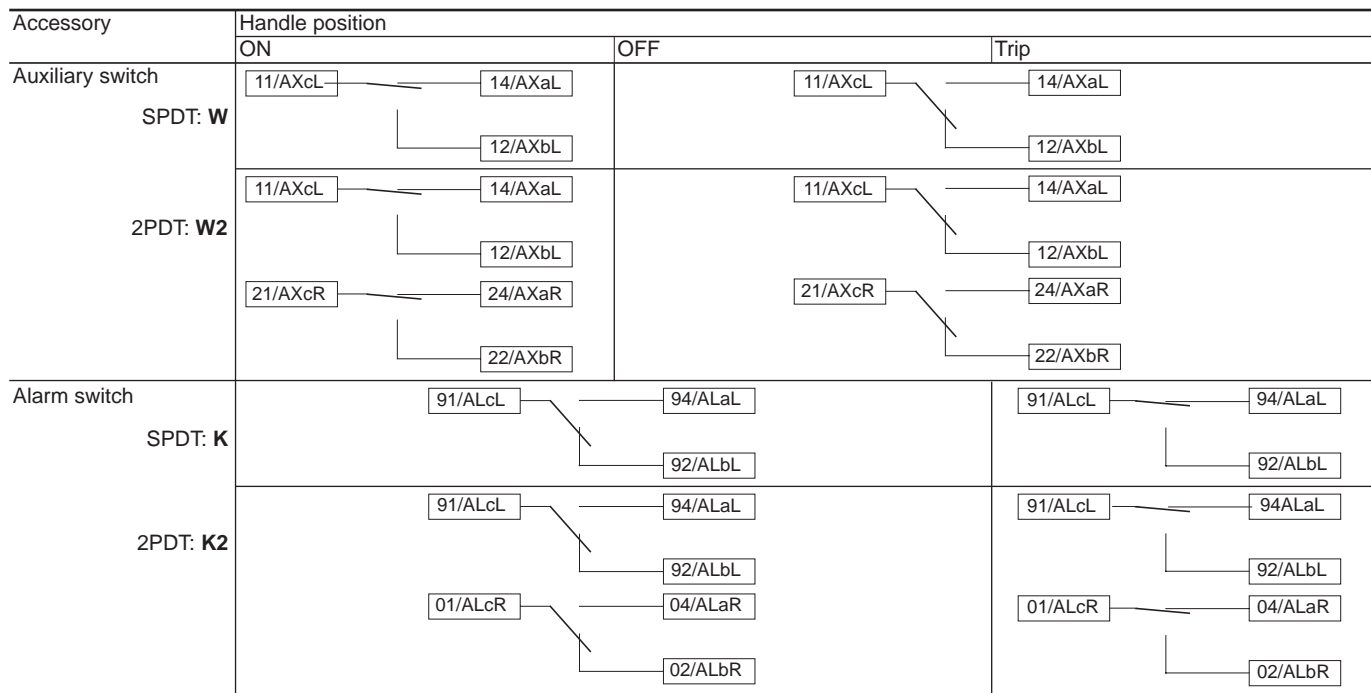 Accessory Handle position
ON OFF Trip
Auxiliary switch 11/AXcL 14/AXaL 11/AXcL 14/AXaL
SPDT: W
12/AXbL 12/AXbL
11/AXcL 14/AXaL 11/AXcL 14/AXaL
2PDT: W2
12/AXbL 12/AXbL
21/AXcR 24/AXaR 21/AXcR 24/AXaR
22/AXbR 22/AXbR
Alarm switch 91/ALcL 94/ALaL 91/ALcL 94/ALaL
SPDT: K
92/ALbL 92/ALbL
91/ALcL 94/ALaL 91/ALcL 94ALaL
2PDT: K2
92/ALbL 92/ALbL
01/ALcR 04/ALaR 01/ALcR 04/ALaR
02/ALbR 02/ALbR